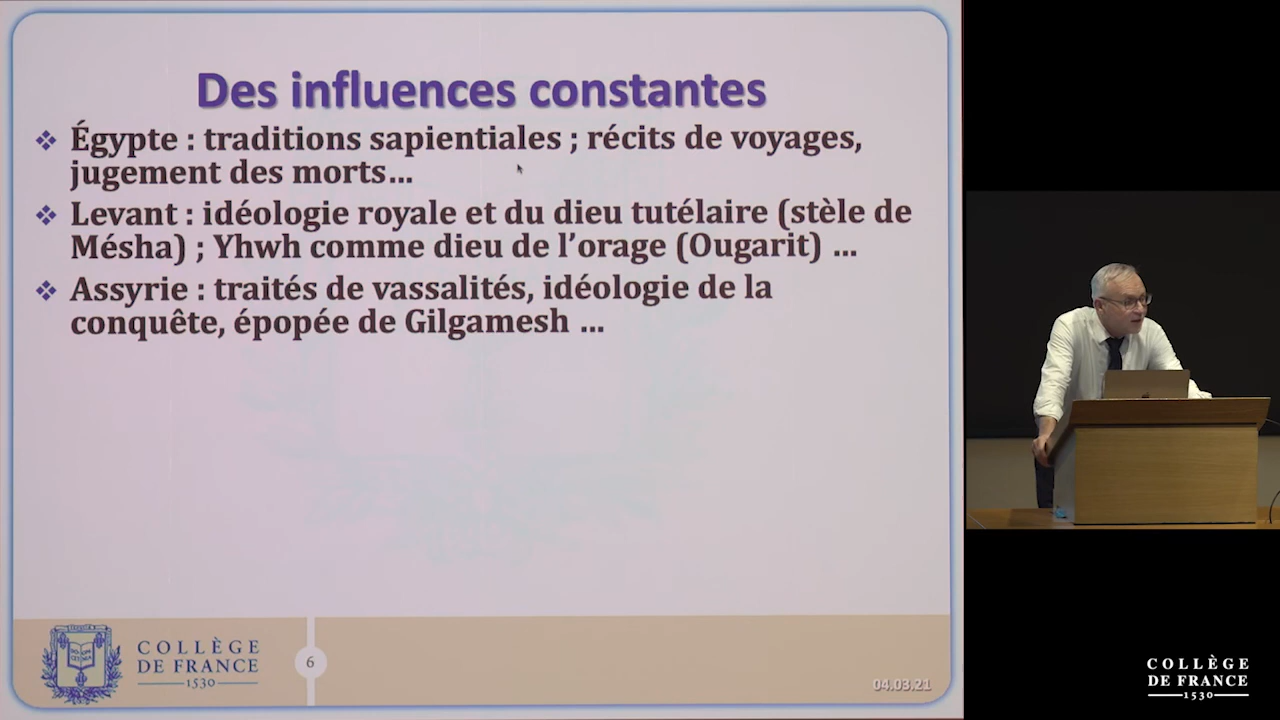 Des influences constantes
❖ Égypte : traditions sapientiales ; récits de voyages,
jugement des morts…
❖ Levant : idéologie royale et du dieu tutélaire (stèle de
Mésha) ; Yhwh comme dieu de l’orage (Ougarit) …
❖ Assyrie : traités de vassalités, idéologie de la
conquête, épopée de Gilgamesh …
COLLÈGE
DE FRANCE
1530
6
04.03.21
COLLÈGE
DE FRANCE
1530